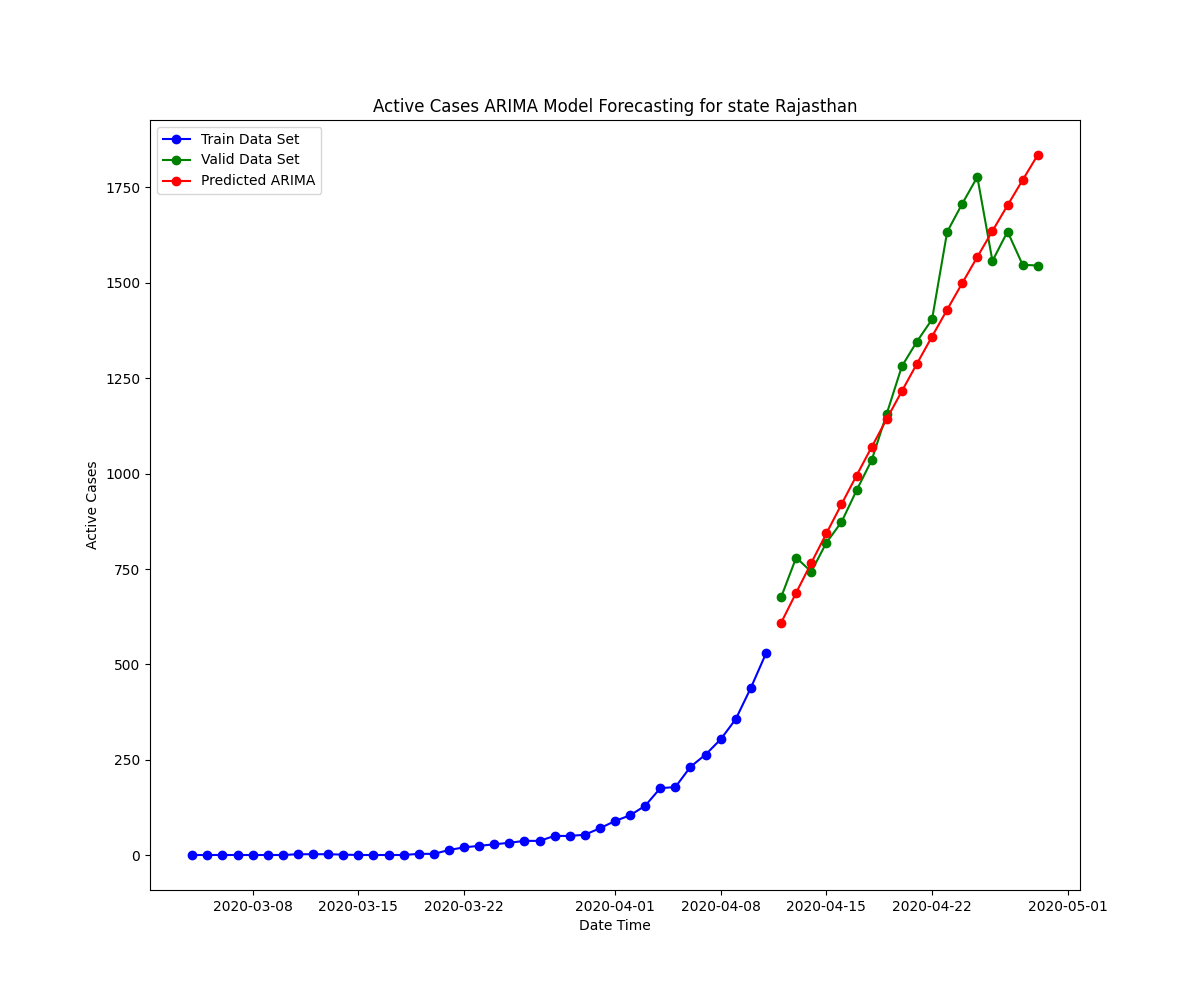 Active Cases ARIMA Model Forecasting for state Rajasthan
Train Data Set
Valid Data Set
Predicted ARIMA
1750
1500
1250
1000
750
500
250
0
Active Cases
2020-03-08 2020-03-15 2020-03-22 2020-04-01 2020-04-08 2020-04-15 2020-04-22 2020-05-01
Date Time